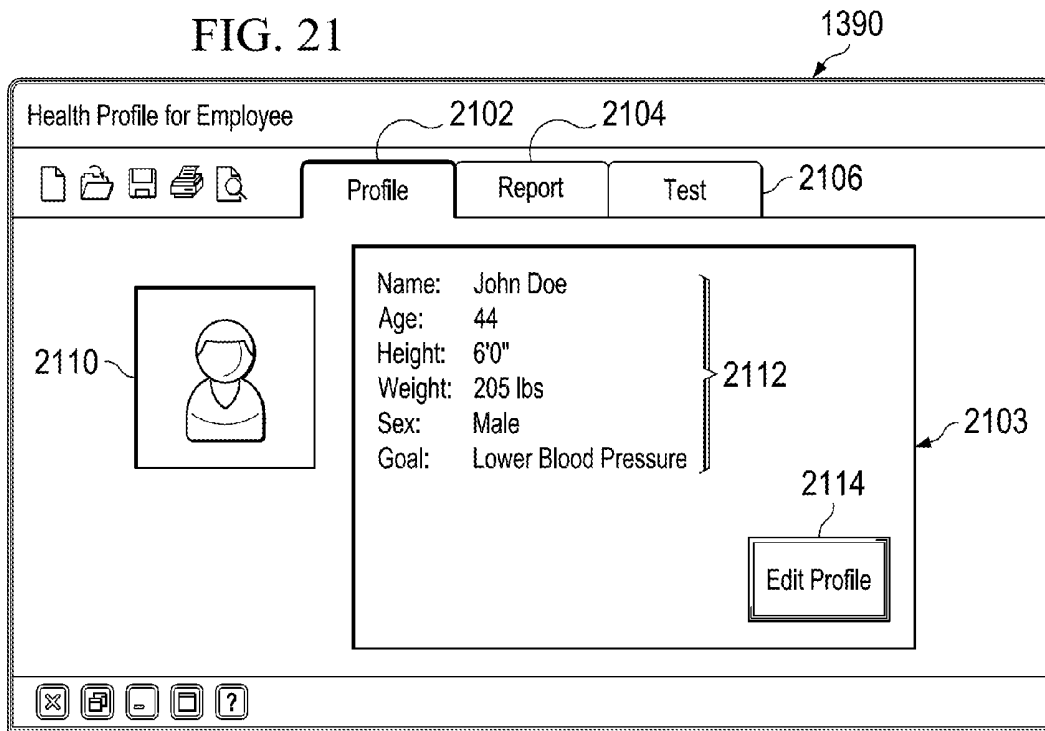 FIG. 21
1390
Health Profile for Employee
2102
2104
Profile
Report
Test
2106
2110
Name: John Doe
Age: 44
Height: 6'0"
Weight: 205 lbs
Sex: Male
Goal: Lower Blood Pressure
2112
2103
2114
Edit Profile
?